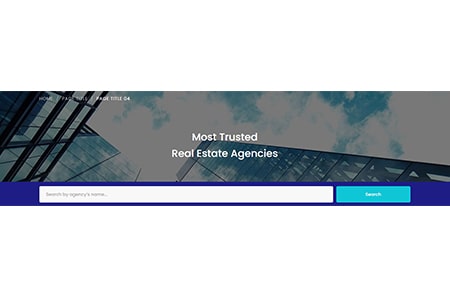 HOME / PAGE TITLE / PAGE TITLE 04
Most Trusted
Real Estate Agencies
Search by agency's name...
Search